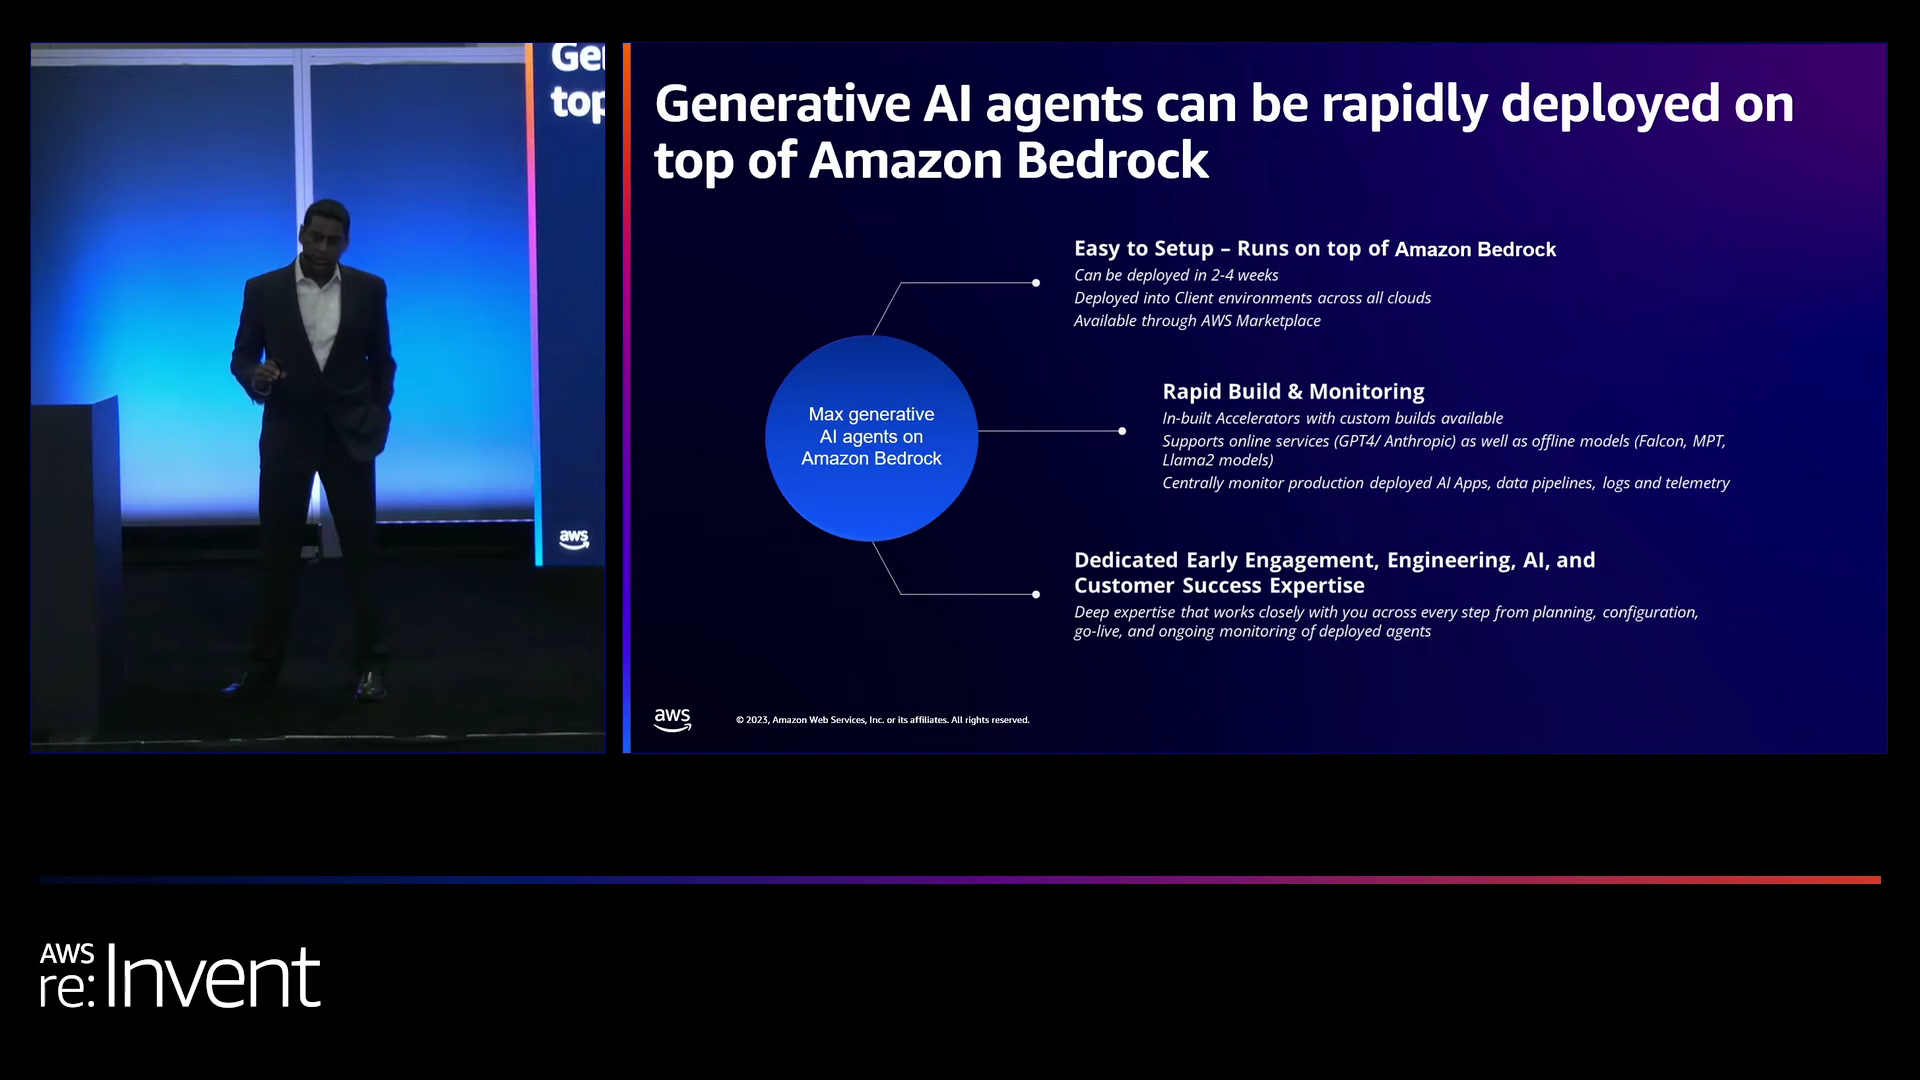 Ge
top
aws
Generative AI agents can be rapidly deployed on
top of Amazon Bedrock
Easy to Setup – Runs on top of Amazon Bedrock
Can be deployed in 2-4 weeks
Deployed into Client environments across all clouds
Available through AWS Marketplace
Max generative
AI agents on
Amazon Bedrock
Rapid Build & Monitoring
In-built Accelerators with custom builds available
Supports online services (GPT4/ Anthropic) as well as offline models (Falcon, MPT,
Llama2 models)
Centrally monitor production deployed AI Apps, data pipelines, logs and telemetry
Dedicated Early Engagement, Engineering, AI, and
Customer Success Expertise
Deep expertise that works closely with you across every step from planning, configuration,
go-live, and ongoing monitoring of deployed agents
aws
© 2023, Amazon Web Services, Inc. or its affiliates. All rights reserved.
AWS
re:Invent